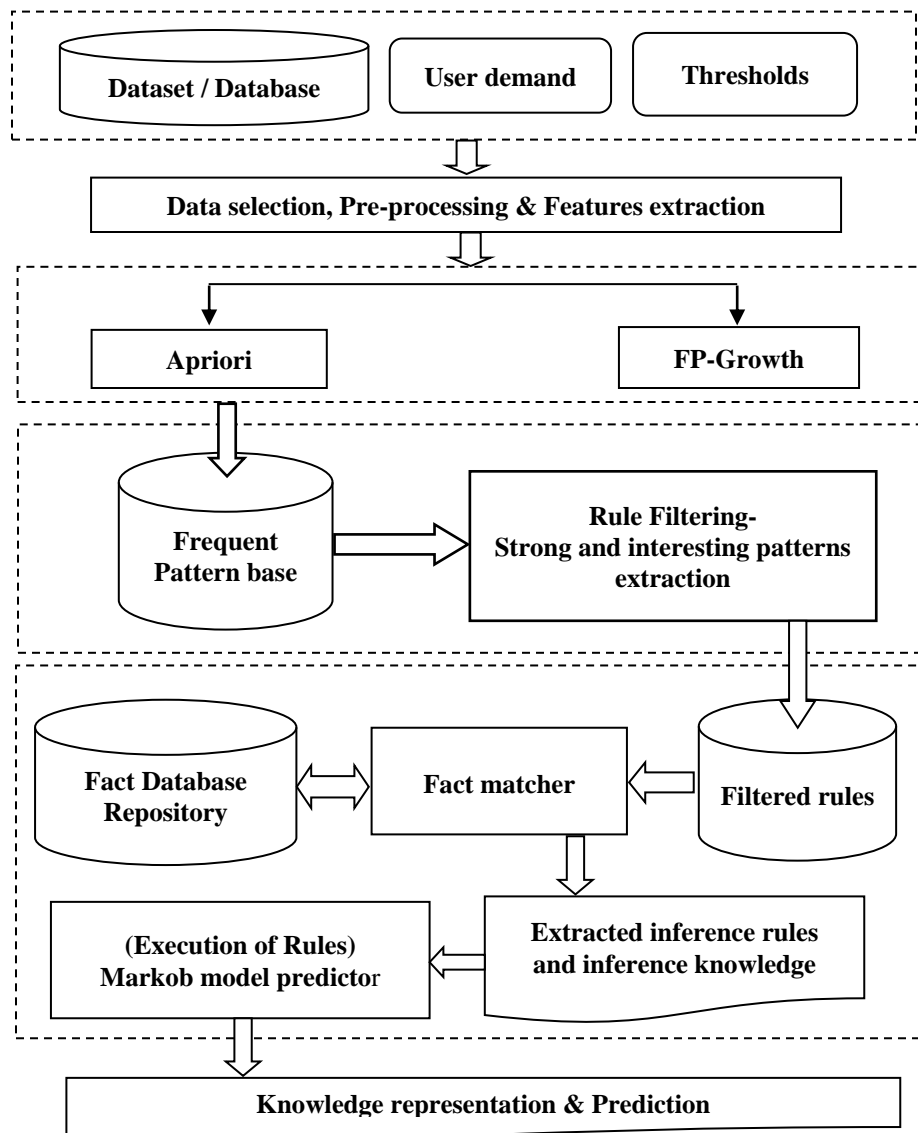 Dataset / Database
User demand
Thresholds
Data selection, Pre-processing & Features extraction
Apriori
FP-Growth
Frequent
Pattern base
Rule Filtering-
Strong and interesting patterns
extraction
Fact Database
Repository
Fact matcher
Filtered rules
(Execution of Rules)
Markob model predictor
Extracted inference rules
and inference knowledge
Knowledge representation & Prediction